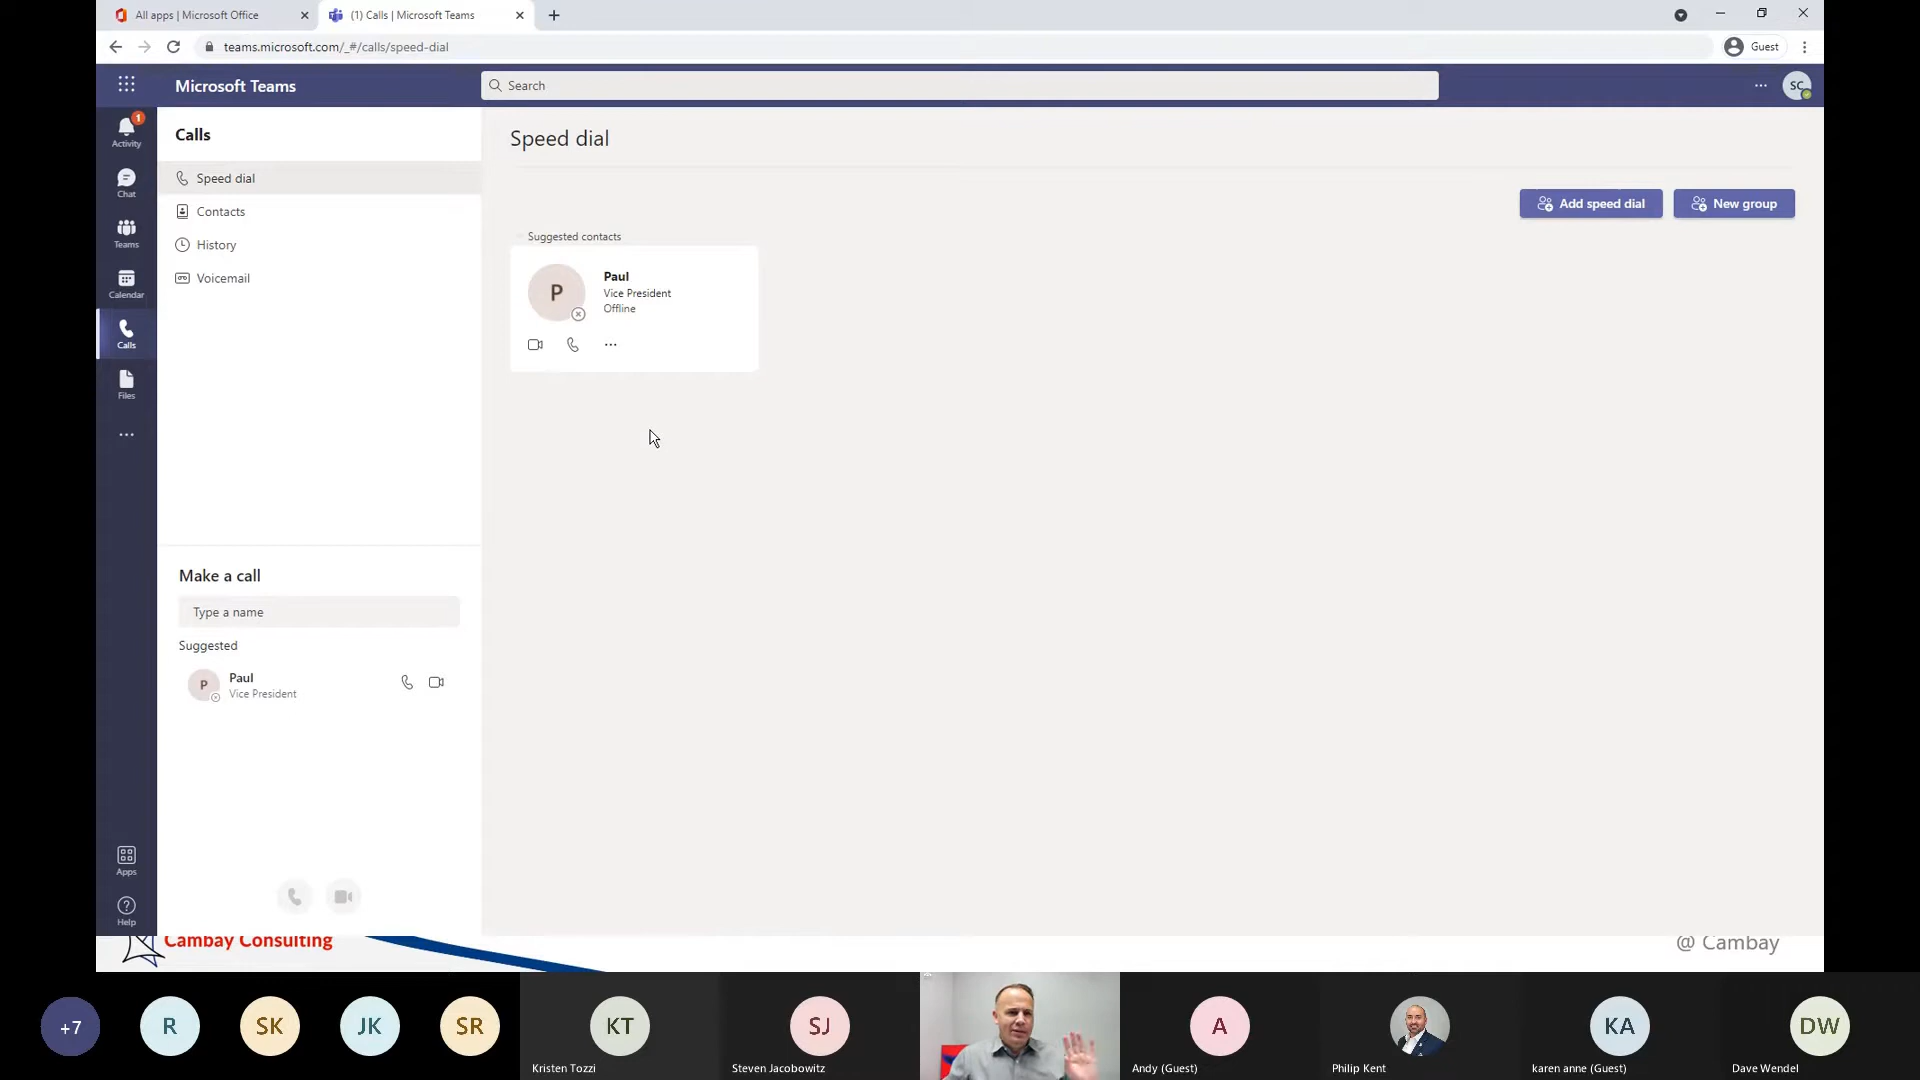 All apps | Microsoft Office
(1) Calls | Microsoft Teams
teams.microsoft.com/_#/calls/speed-dial
Guest
Microsoft Teams
Search
SC
1
Activity
Chat
Teams
Calendar
Calls
Files
Apps
Help
Calls
Speed dial
Contacts
History
Voicemail
Make a call
Type a name
Suggested
P
Paul
Vice President
Speed dial
Add speed dial
New group
Suggested contacts
P
Paul
Vice President
Offline
Cambay Consulting
@ Cambay
+7
R
SK
JK
SR
KT
Kristen Tozzi
SJ
Steven Jacobowitz
A
Andy (Guest)
Philip Kent
KA
karen anne (Guest)
DW
Dave Wendel